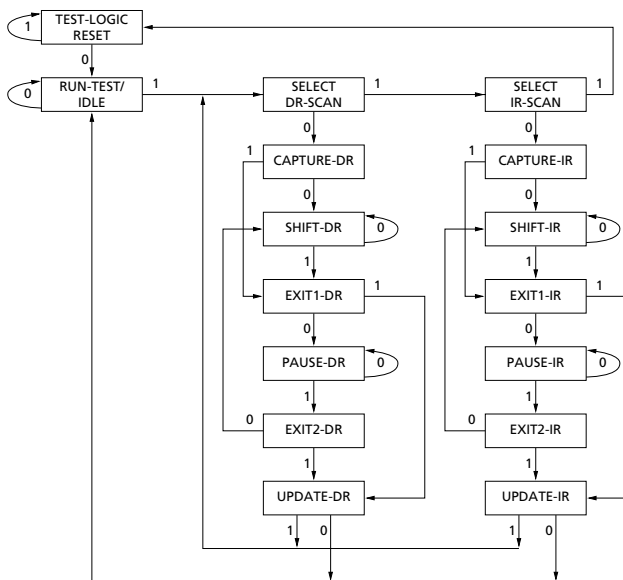 TEST-LOGIC
RESET
1
0
RUN-TEST/
IDLE
0
1
SELECT
DR-SCAN
1
SELECT
IR-SCAN
1
0
0
1
CAPTURE-DR
1
CAPTURE-IR
0
0
SHIFT-DR
0
SHIFT-IR
0
1
1
EXIT1-DR
1
EXIT1-IR
1
0
0
PAUSE-DR
0
PAUSE-IR
0
1
1
0
EXIT2-DR
0
EXIT2-IR
1
1
UPDATE-DR
UPDATE-IR
1
0
1
0